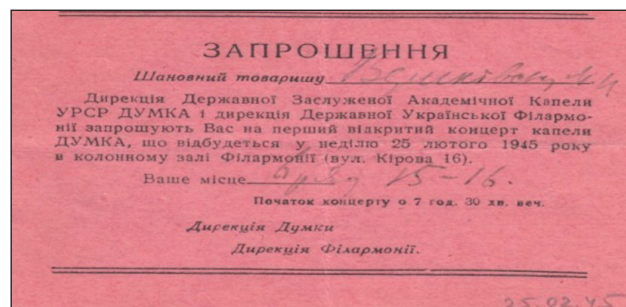 ЗАПРОШЕННЯ
Шановний товаришу
Дирекція Державної Заслуженої Академічної Капели
УРСР ДУМКА і дирекція Державної Української Філармо-
нії запрошують Вас на перший відкритий концерт капели
ДУМКА, що відбудеться у неділю 25 лютого 1945 року
в колонному залі Філармонії (вул. Кірова 16).
Ваше місце 15-16.
Початок концерту о 7 год. 30 хв. веч.
Дирекція Думки
Дирекція Філармонії.
25.02.45